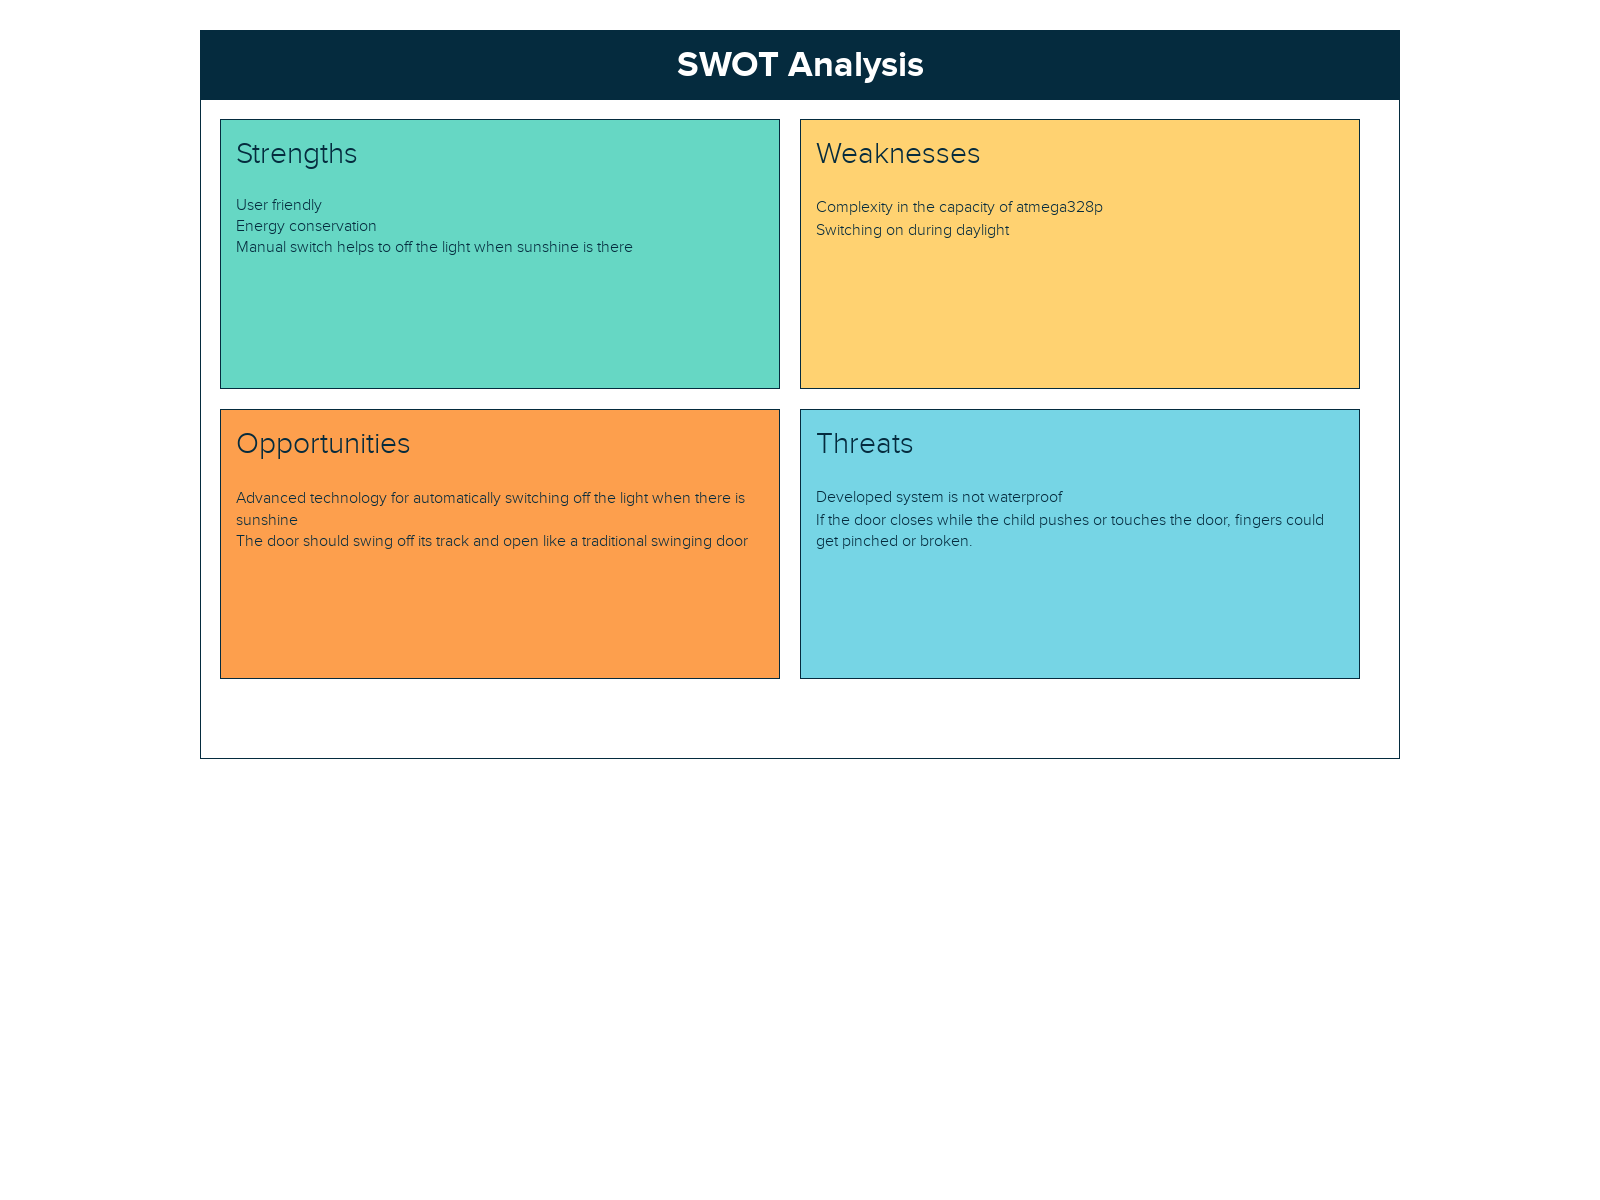 SWOT Analysis
Strengths
User friendly
Energy conservation
Manual switch helps to off the light when sunshine is there
Weaknesses
Complexity in the capacity of atmega328p
Switching on during daylight
Opportunities
Advanced technology for automatically switching off the light when there is
sunshine
The door should swing off its track and open like a traditional swinging door
Threats
Developed system is not waterproof
If the door closes while the child pushes or touches the door, fingers could
get pinched or broken.